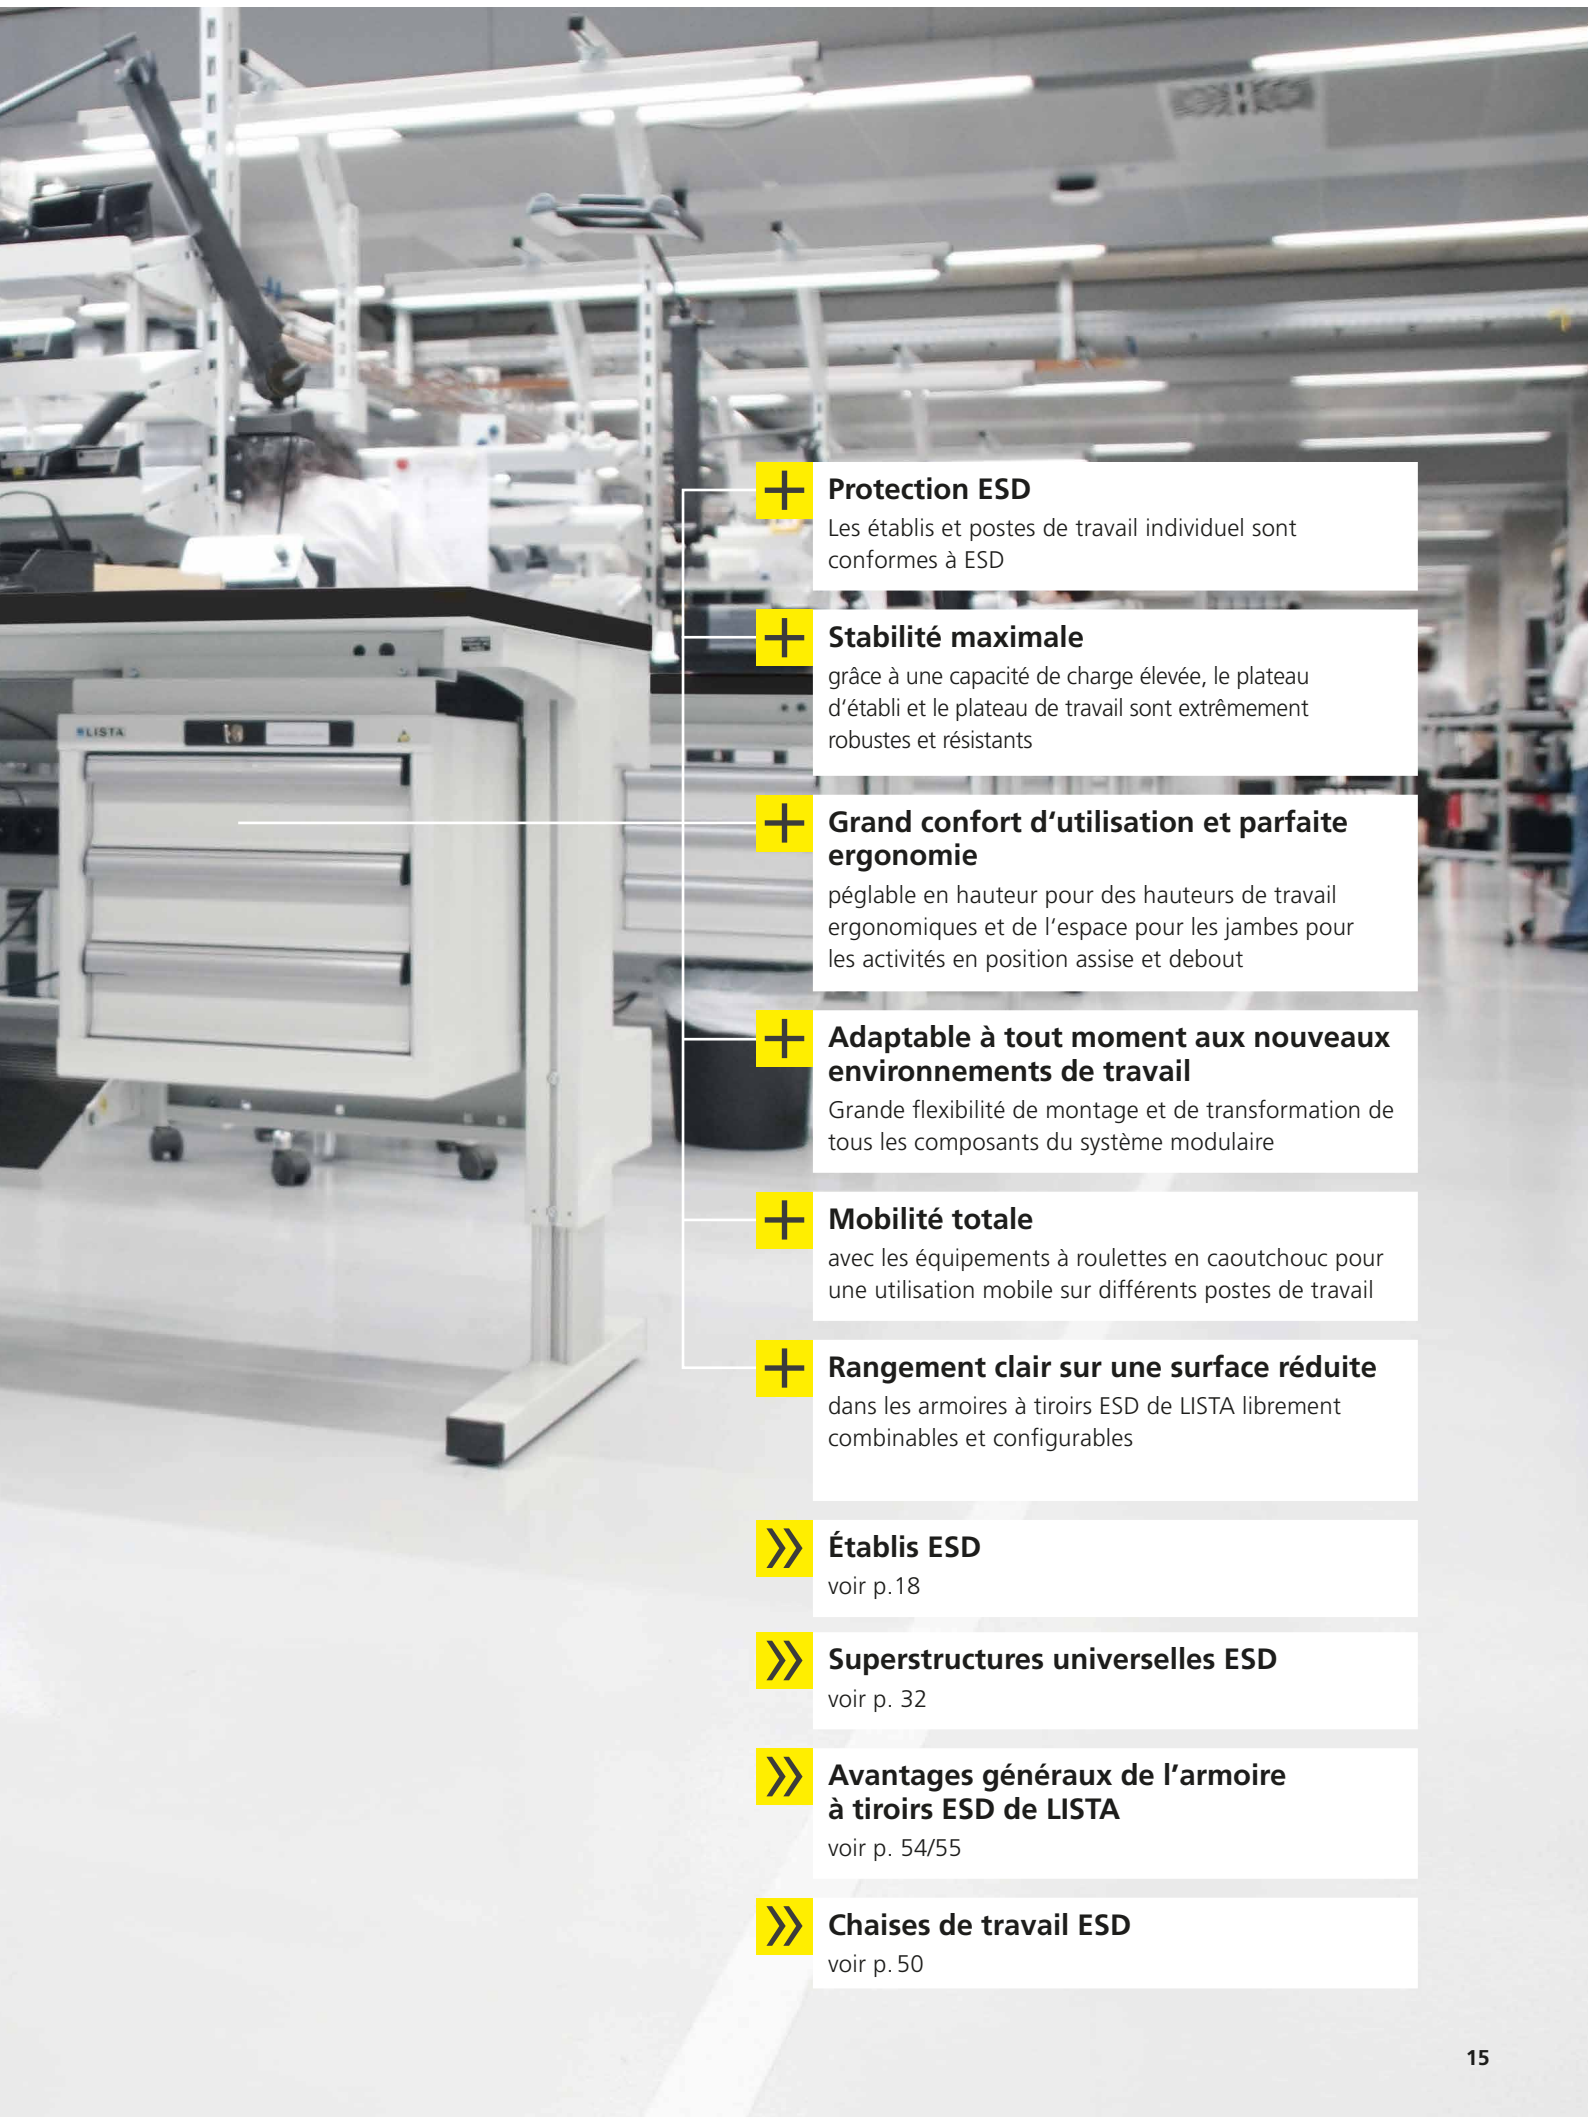 LISTA
+ Protection ESD
Les établis et postes de travail individuel sont
conformes à ESD
+ Stabilité maximale
grâce à une capacité de charge élevée, le plateau
d‘établi et le plateau de travail sont extrêmement
robustes et résistants
+ Grand confort d‘utilisation et parfaite
ergonomie
péglable en hauteur pour des hauteurs de travail
ergonomiques et de l‘espace pour les jambes pour
les activités en position assise et debout
+ Adaptable à tout moment aux nouveaux
environnements de travail
Grande flexibilité de montage et de transformation de
tous les composants du système modulaire
+ Mobilité totale
avec les équipements à roulettes en caoutchouc pour
une utilisation mobile sur différents postes de travail
+ Rangement clair sur une surface réduite
dans les armoires à tiroirs ESD de LISTA librement
combinables et configurables
Établis ESD
voir p.18
Superstructures universelles ESD
voir p. 32
Avantages généraux de l’armoire
à tiroirs ESD de LISTA
voir p. 54/55
Chaises de travail ESD
voir p. 50
15